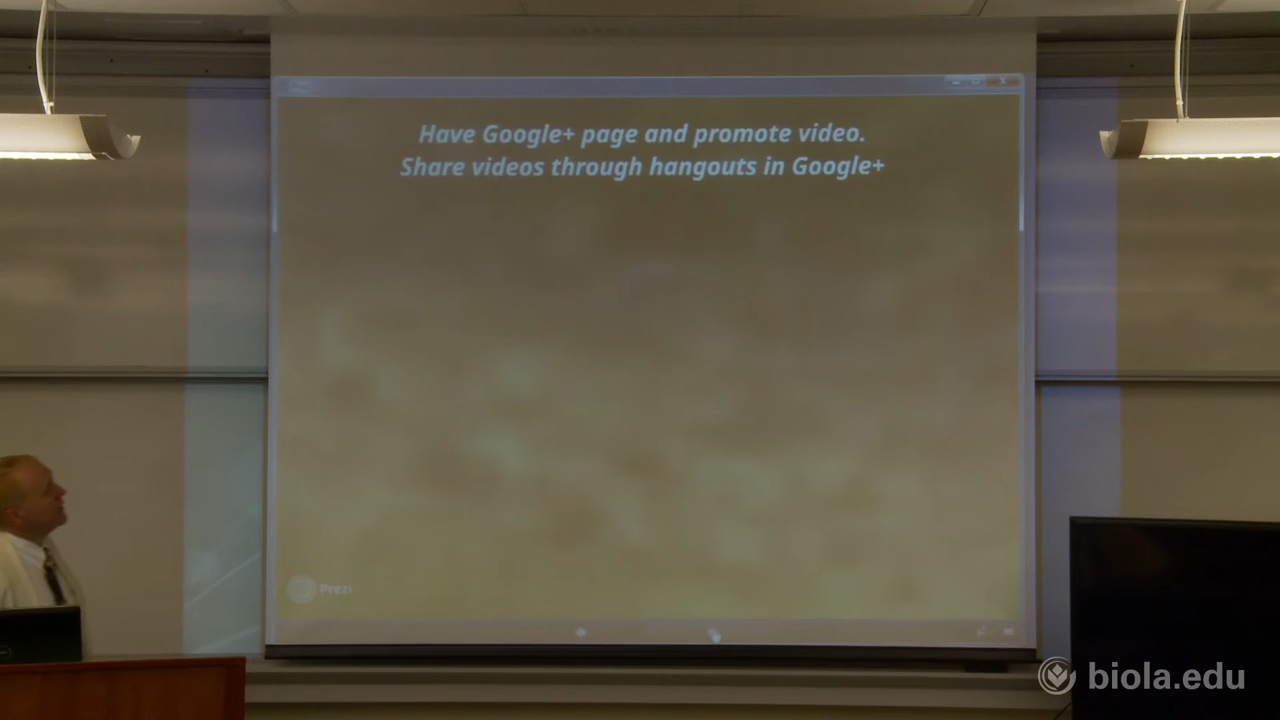 Have Google+ page and promote video.
Share videos through hangouts in Google+
Prezi
biola.edu